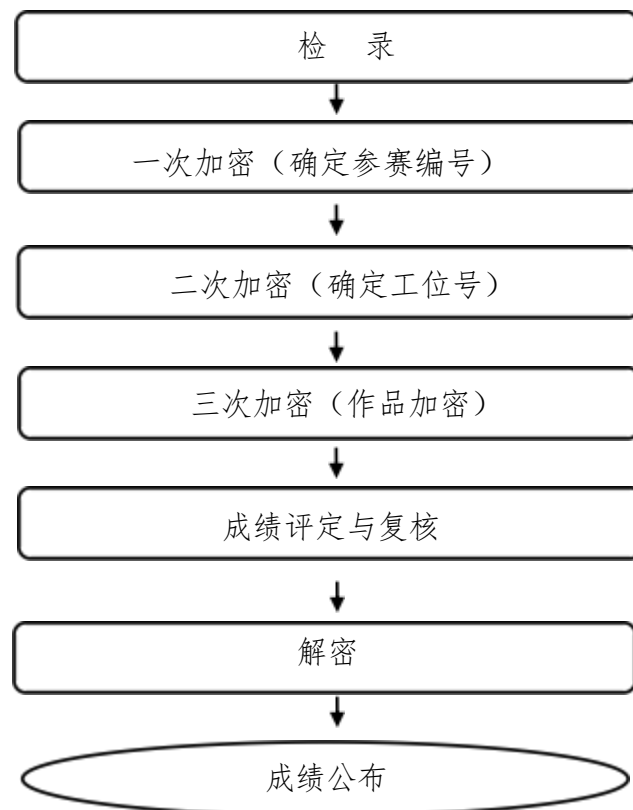 检 录
一次加密（确定参赛编号）
二次加密（确定工位号）
三次加密（作品加密）
成绩评定与复核
解密
成绩公布